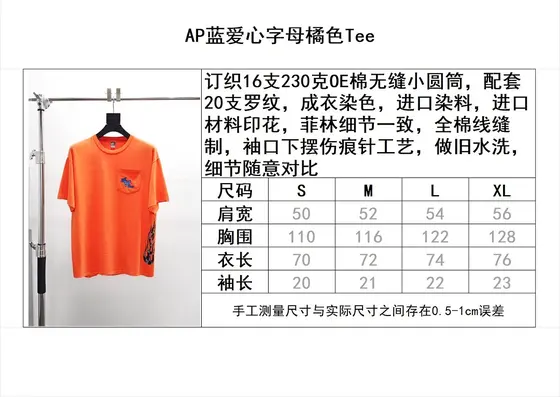 AP蓝爱心字母橘色Tee
订织16支230克OE棉无缝小圆筒，配套
20支罗纹，成衣染色，进口染料，进口
材料印花，菲林细节一致，全棉线缝
制，袖口下摆伤痕针工艺，做旧水洗，
细节随意对比
尺码 S M L XL
肩宽 50 52 54 56
胸围 110 116 122 128
衣长 70 72 74 76
袖长 20 21 22 23
手工测量尺寸与实际尺寸之间存在0.5-1cm误差